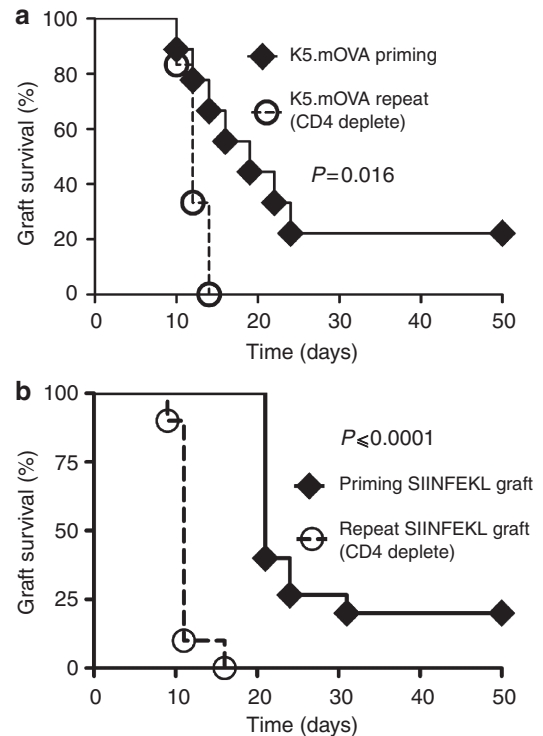 a
100
80
60
40
20
0
Graft survival (%)
K5.mOVA priming
K5.mOVA repeat
(CD4 deplete)
P=0.016
0 10 20 30 40 50
Time (days)
b
100
75
50
25
0
Graft survival (%)
P⩽0.0001
Priming SIINFEKL graft
Repeat SIINFEKL graft
(CD4 deplete)
0 10 20 30 40 50
Time (days)